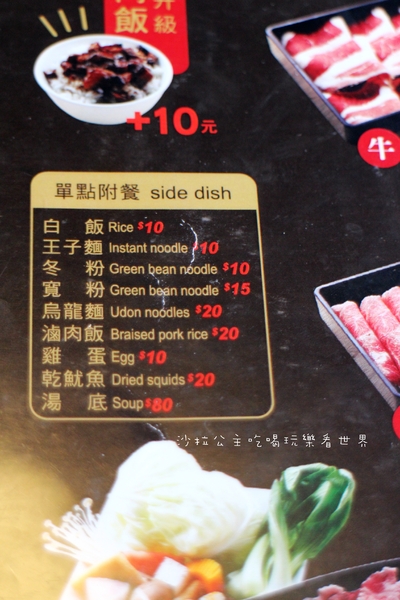 升級
飯
+10元
牛
單點附餐 side dish
白飯 Rice $10
王子麵 Instant noodle $10
冬粉 Green bean noodle $10
寬粉 Green bean noodle $15
烏龍麵 Udon noodles $20
滷肉飯 Braised pork rice $20
雞蛋 Egg $10
乾魷魚 Dried squids $20
湯底 Soup $80
沙拉公主吃喝玩樂看世界